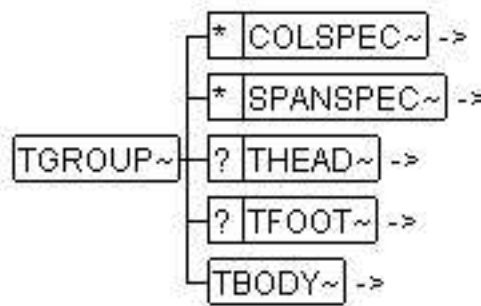 * COLSPEC~ ->
* SPANSPEC~ ->
TGROUP~ ? THEAD~ ->
? TFOOT~ ->
TBODY~ ->